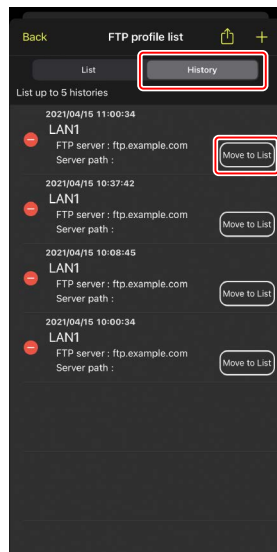 Back FTP profile list
List History
List up to 5 histories
2021/04/15 11:00:34
LAN1
FTP server : ftp.example.com
Server path :
Move to List
2021/04/15 10:37:42
LAN1
FTP server : ftp.example.com
Server path :
Move to List
2021/04/15 10:08:45
LAN1
FTP server : ftp.example.com
Server path :
Move to List
2021/04/15 10:00:34
LAN1
FTP server : ftp.example.com
Server path :
Move to List